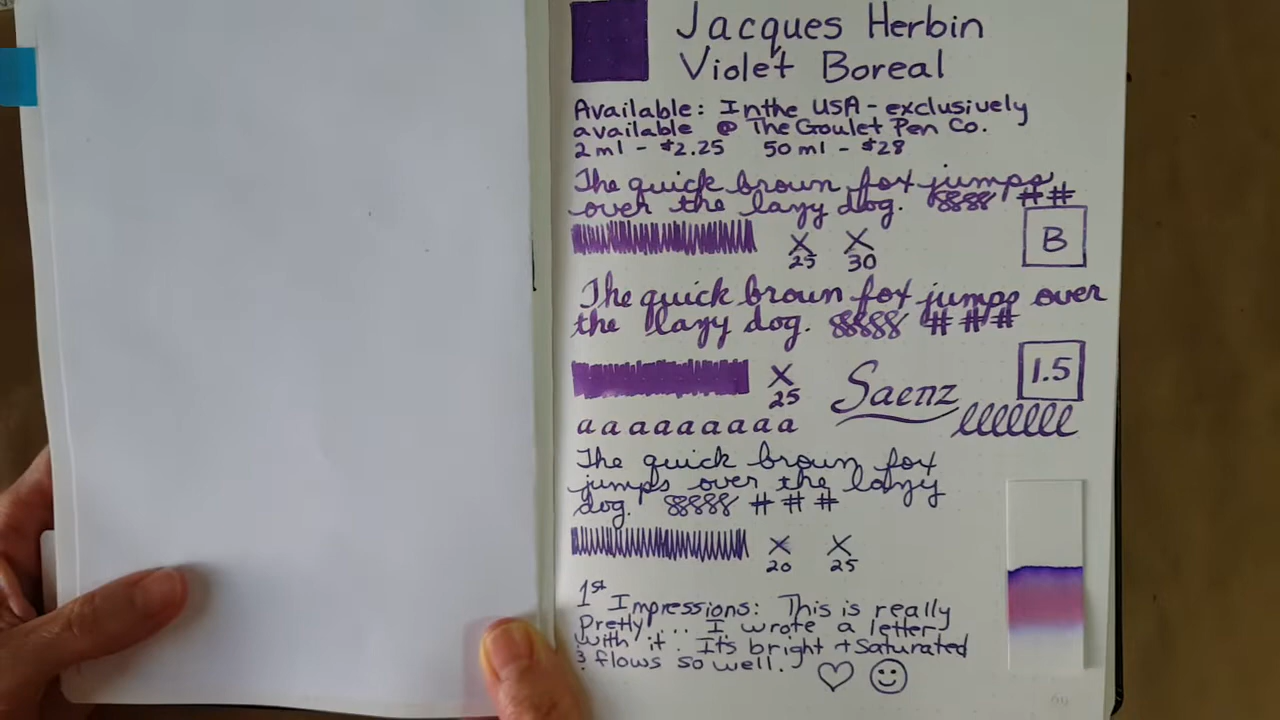 Jacques Herbin
Violet Boreal
Available: In the USA - exclusively
available @ The Goulet Pen Co.
2 ml - $2.25 50 ml - $28
The quick brown fox jumps
over the lazy dog. 8888 # #
X X B
25 30
The quick brown fox jumps over
the lazy dog. 88888 # # #
X Saenz 1.5
25
a a a a a a a a a llllllll
The quick brown fox
jumps over the lazy
dog. 88888 # # #
X X
20 25
1st Impressions: This is really
Pretly... I wrote a letter
with it. It's bright + Saturated
& flows so well.